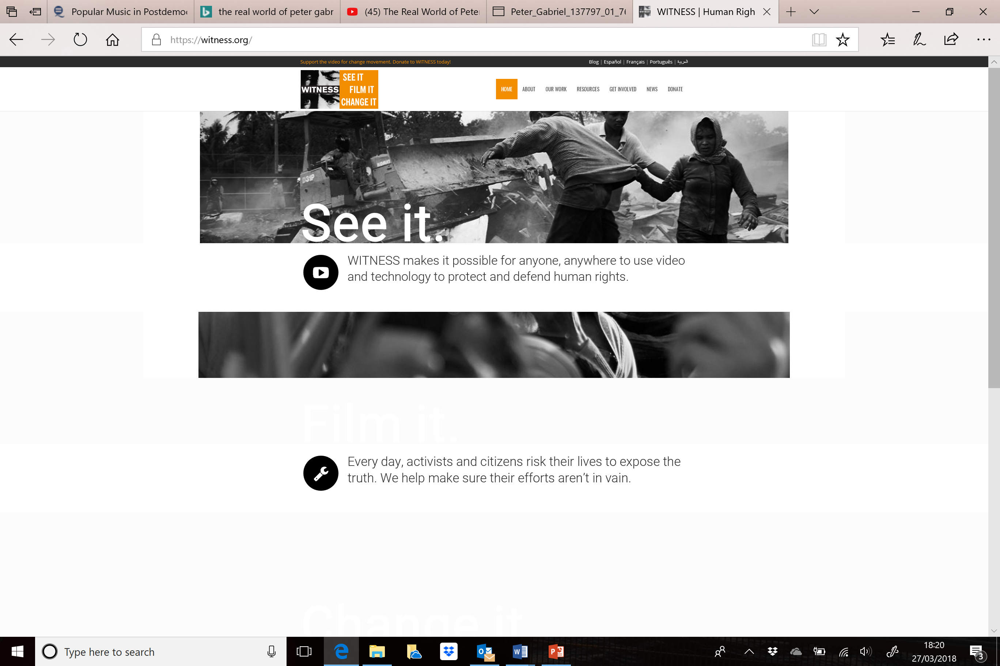 Popular Music in Postdemo
the real world of peter gabr
(45) The Real World of Peter
Peter_Gabriel_137797_01_76
WITNESS | Human Righ
https://witness.org/
Support the video for change movement. Donate to WITNESS today!
Blog | Español | Français | Português | العربية
WITNESS
SEE IT
FILM IT
CHANGE IT
HOME
ABOUT
OUR WORK
RESOURCES
GET INVOLVED
NEWS
DONATE
KOMAT
D31P
See it.
WITNESS makes it possible for anyone, anywhere to use video
and technology to protect and defend human rights.
Film it.
Every day, activists and citizens risk their lives to expose the
truth. We help make sure their efforts aren't in vain.
Change it
Type here to search
18:20
27/03/2018
3